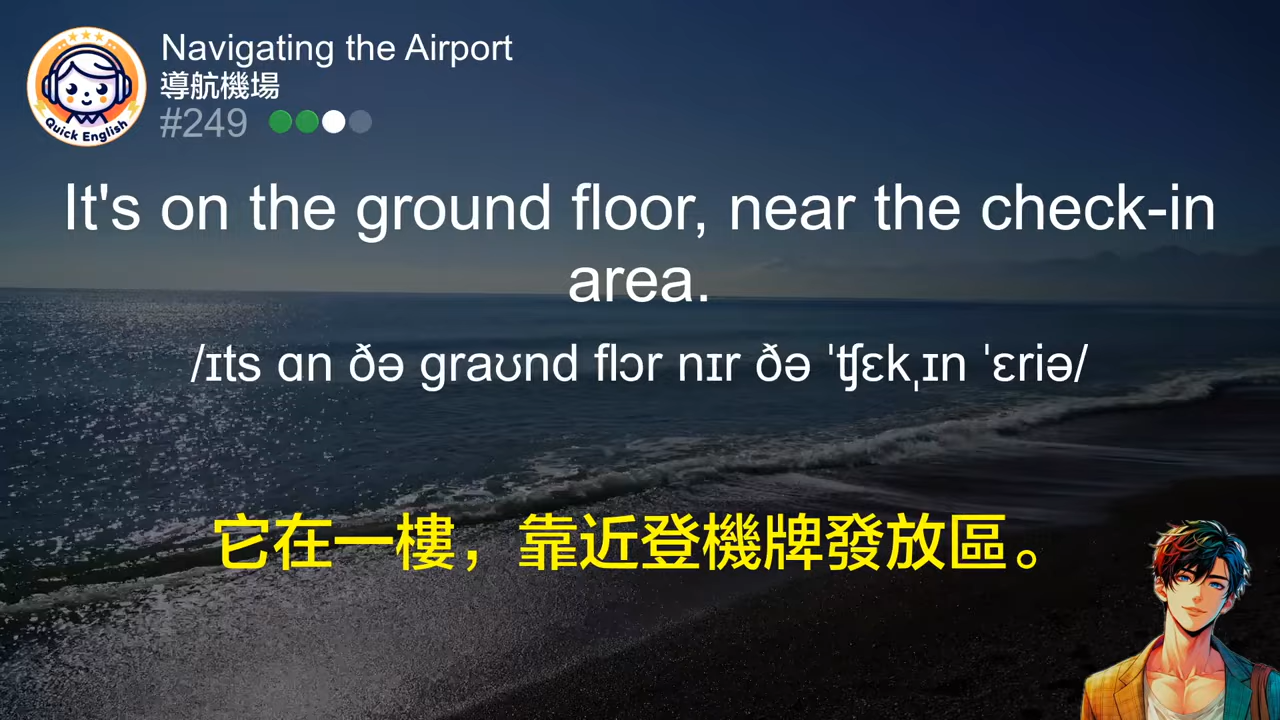 Navigating the Airport
導航機場
#249
Quick English
It's on the ground floor, near the check-in
area.
/ɪts ɑn ðə graʊnd flɔr nɪr ðə ˈʧɛkˌɪn ˈɛriə/
它在一樓，靠近登機牌發放區。